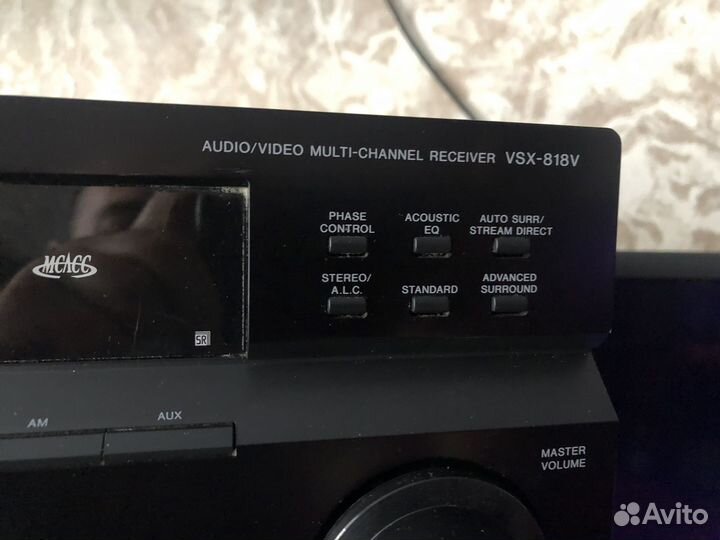 AUDIO/VIDEO MULTI-CHANNEL RECEIVER VSX-818V
PHASE
CONTROL
ACOUSTIC
EQ
AUTO SURR/
STREAM DIRECT
MCACC
STEREO/
A.L.C.
STANDARD
ADVANCED
SURROUND
SR
AM
AUX
MASTER
VOLUME
Avito